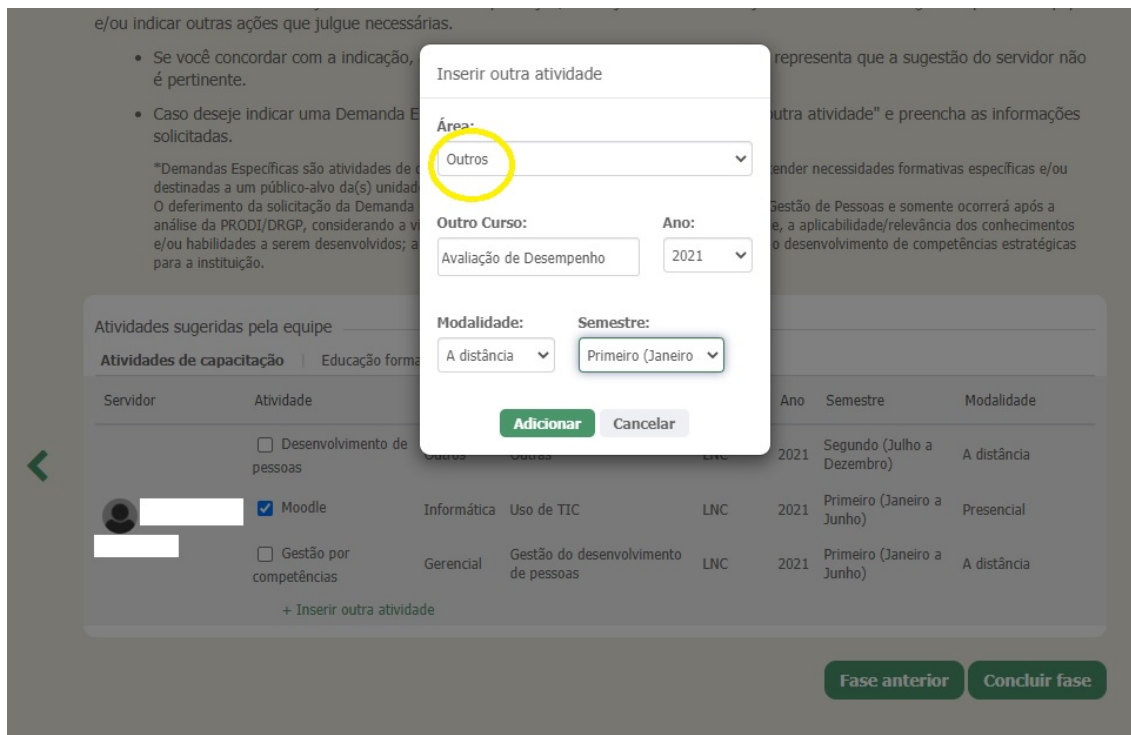 e/ou indicar outras ações que julgue necessárias.
• Se você concordar com a indicação, representa que a sugestão do servidor não
é pertinente.
• Caso deseje indicar uma Demanda E outra atividade" e preencha as informações
solicitadas.
*Demandas Específicas são atividades de tender necessidades formativas específicas e/ou
destinadas a um público-alvo da(s) unidad
O deferimento da solicitação da Demanda Gestão de Pessoas e somente ocorrerá após a
análise da PRODI/DRGP, considerando a e, a aplicabilidade/relevância dos conhecimentos
e/ou habilidades a serem desenvolvidos; a o desenvolvimento de competências estratégicas
para a instituição.
Inserir outra atividade
Área:
Outros
Outro Curso: Ano:
Avaliação de Desempenho 2021
Modalidade: Semestre:
A distância Primeiro (Janeiro
Adicionar Cancelar
Atividades sugeridas pela equipe
Atividades de capacitação | Educação forma
Servidor Atividade Ano Semestre Modalidade
Desenvolvimento de pessoas Outros Outras LNC 2021 Segundo (Julho a Dezembro) A distância
Moodle Informática Uso de TIC LNC 2021 Primeiro (Janeiro a Junho) Presencial
Gestão por competências Gerencial Gestão do desenvolvimento de pessoas LNC 2021 Primeiro (Janeiro a Junho) A distância
+ Inserir outra atividade
Fase anterior Concluir fase